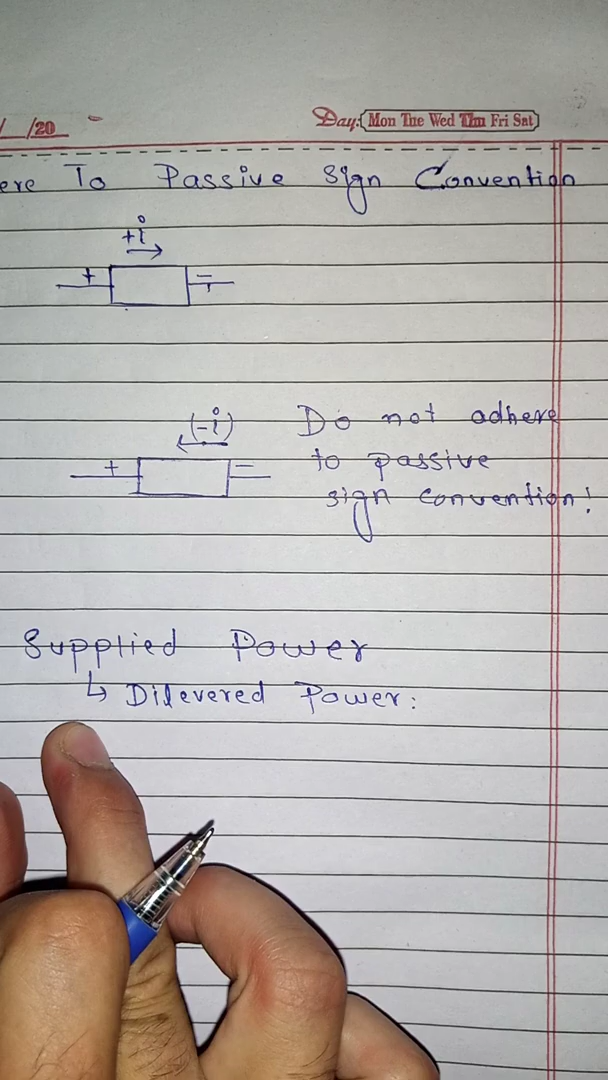 / /20 Day: Mon Tue Wed Thu Fri Sat
ere To Passive Sign Convention
+i
+ -
(-i) Do not adhere
+ - to passive
sign convention!
Supplied Power
↳ Dilevered Power: